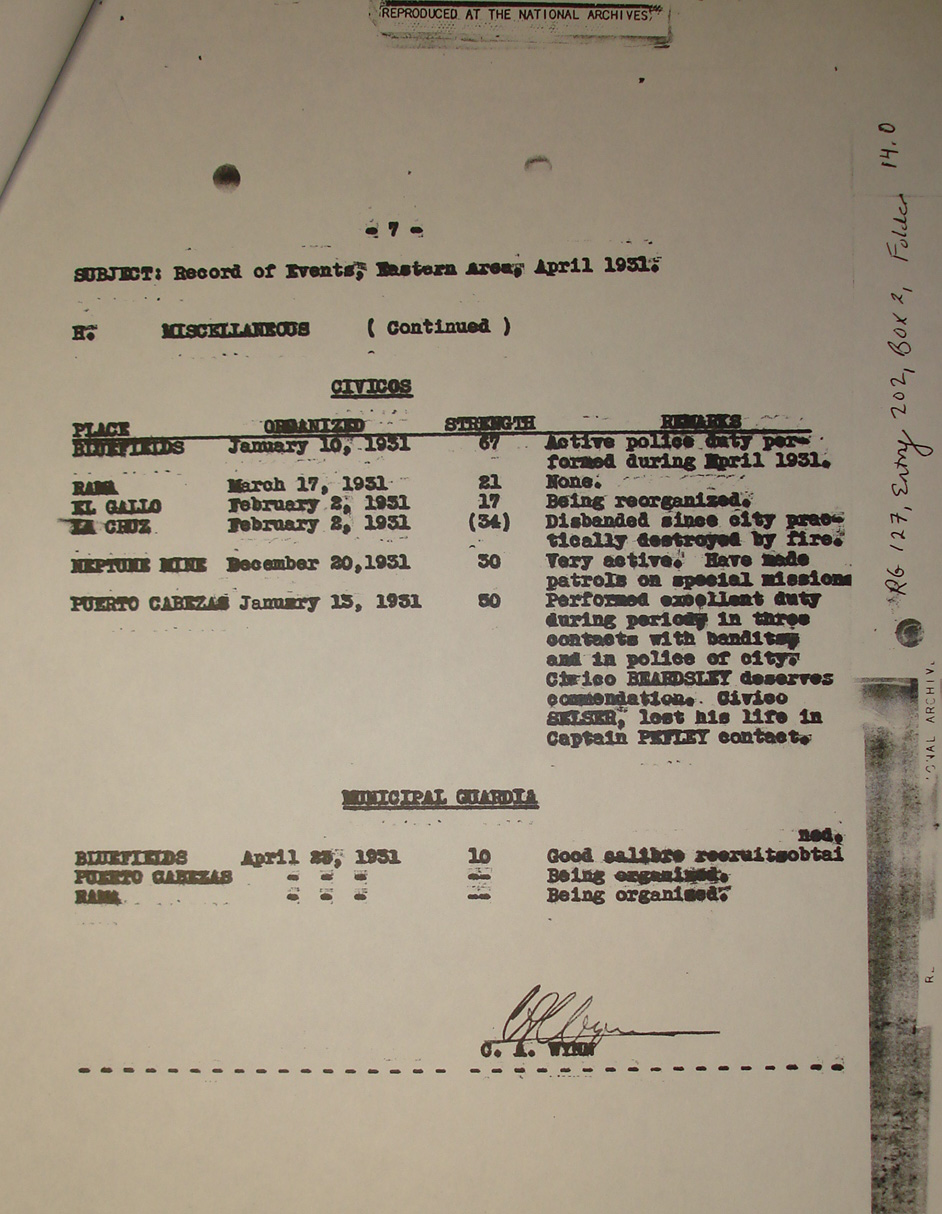 REPRODUCED AT THE NATIONAL ARCHIVES
- 7 -
SUBJECT: Record of Events, Eastern Area, April 1931.
H. MISCELLANEOUS ( Continued )
CIVICOS
PLACE ORGANIZED STRENGTH REMARKS
BLUEFIELDS January 10, 1931 67 Active police duty per-
formed during April 1931.
RAMA March 17, 1931 21 None.
EL GALLO February 2, 1931 17 Being reorganized.
LA CRUZ February 2, 1931 (34) Disbanded since city prac-
tically destroyed by fire.
NEPTUNE MINE December 20,1931 30 Very active. Have made
patrols on special missions
PUERTO CABEZAS January 13, 1931 50 Performed excellent duty
during period, in three
contacts with bandits,
and in police of city.
Civico BEARDSLEY deserves
commendation. Civico
SELSER, lost his life in
Captain PEFLEY contact.
MUNICIPAL GUARDIA
ned.
BLUEFIELDS April 25, 1931 10 Good calibre recruitsobtai
PUERTO CABEZAS - - - -- Being organized.
RAMA - - - -- Being organized.
C. A. WYNN
RG 127, Entry 202, Box 2, Folder 14.0